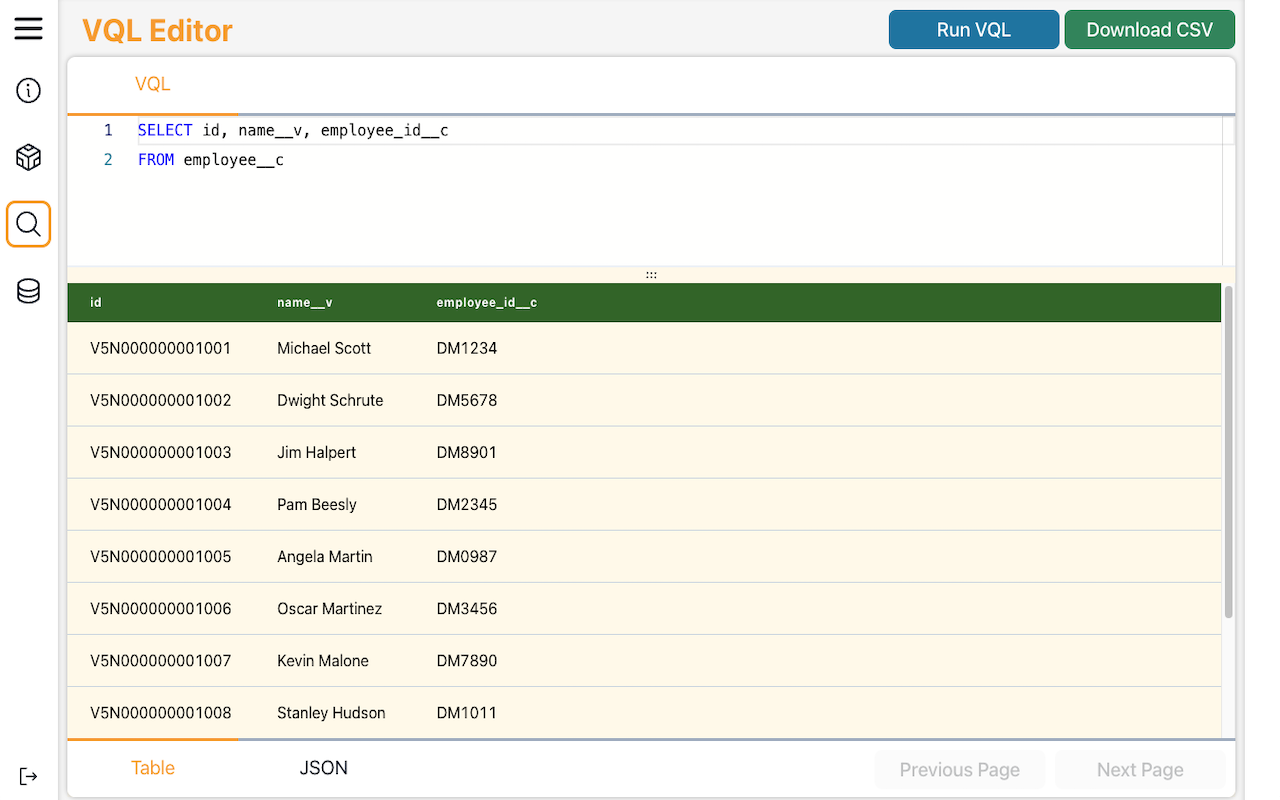 VQL Editor
Run VQL
Download CSV
VQL
1 SELECT id, name__v, employee_id__c
2 FROM employee__c
id name__v employee_id__c
V5N000000001001 Michael Scott DM1234
V5N000000001002 Dwight Schrute DM5678
V5N000000001003 Jim Halpert DM8901
V5N000000001004 Pam Beesly DM2345
V5N000000001005 Angela Martin DM0987
V5N000000001006 Oscar Martinez DM3456
V5N000000001007 Kevin Malone DM7890
V5N000000001008 Stanley Hudson DM1011
Table
JSON
Previous Page
Next Page